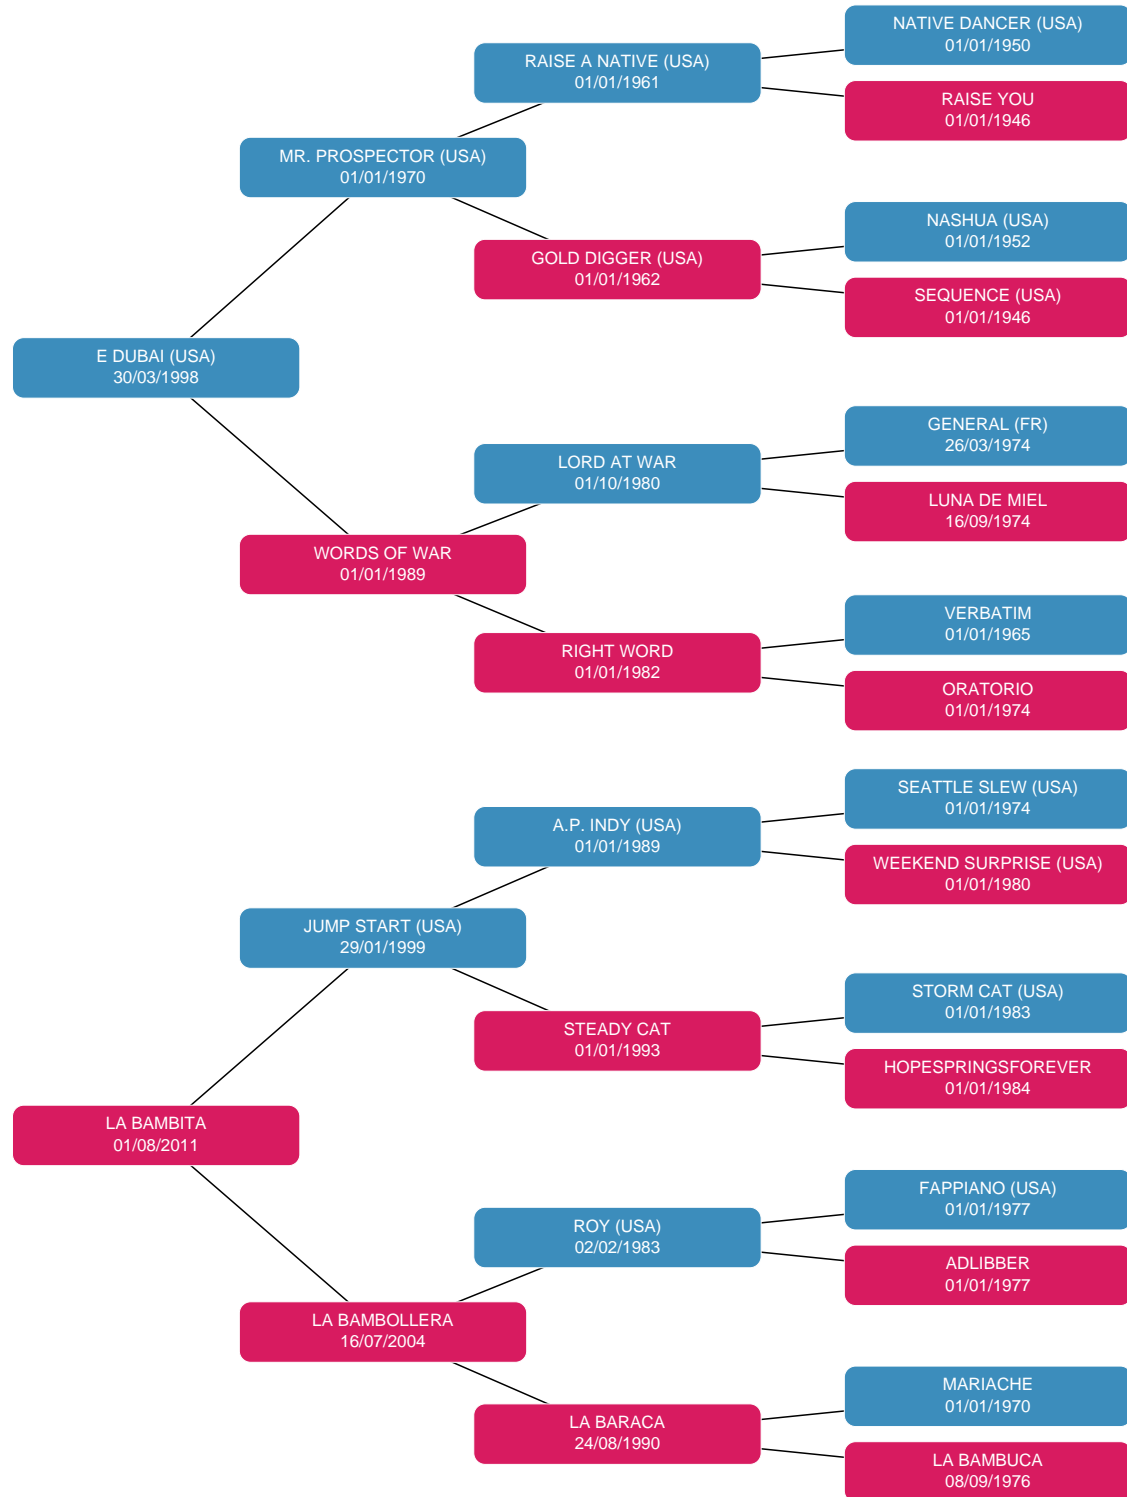 NATIVE DANCER (USA)
01/01/1950
RAISE A NATIVE (USA)
01/01/1961
RAISE YOU
01/01/1946
MR. PROSPECTOR (USA)
01/01/1970
NASHUA (USA)
01/01/1952
GOLD DIGGER (USA)
01/01/1962
SEQUENCE (USA)
01/01/1946
E DUBAI (USA)
30/03/1998
GENERAL (FR)
26/03/1974
LORD AT WAR
01/10/1980
LUNA DE MIEL
16/09/1974
WORDS OF WAR
01/01/1989
VERBATIM
01/01/1965
RIGHT WORD
01/01/1982
ORATORIO
01/01/1974
SEATTLE SLEW (USA)
01/01/1974
A.P. INDY (USA)
01/01/1989
WEEKEND SURPRISE (USA)
01/01/1980
JUMP START (USA)
29/01/1999
STORM CAT (USA)
01/01/1983
STEADY CAT
01/01/1993
HOPESPRINGSFOREVER
01/01/1984
LA BAMBITA
01/08/2011
FAPPIANO (USA)
01/01/1977
ROY (USA)
02/02/1983
ADLIBBER
01/01/1977
LA BAMBOLLERA
16/07/2004
MARIACHE
01/01/1970
LA BARACA
24/08/1990
LA BAMBUCA
08/09/1976